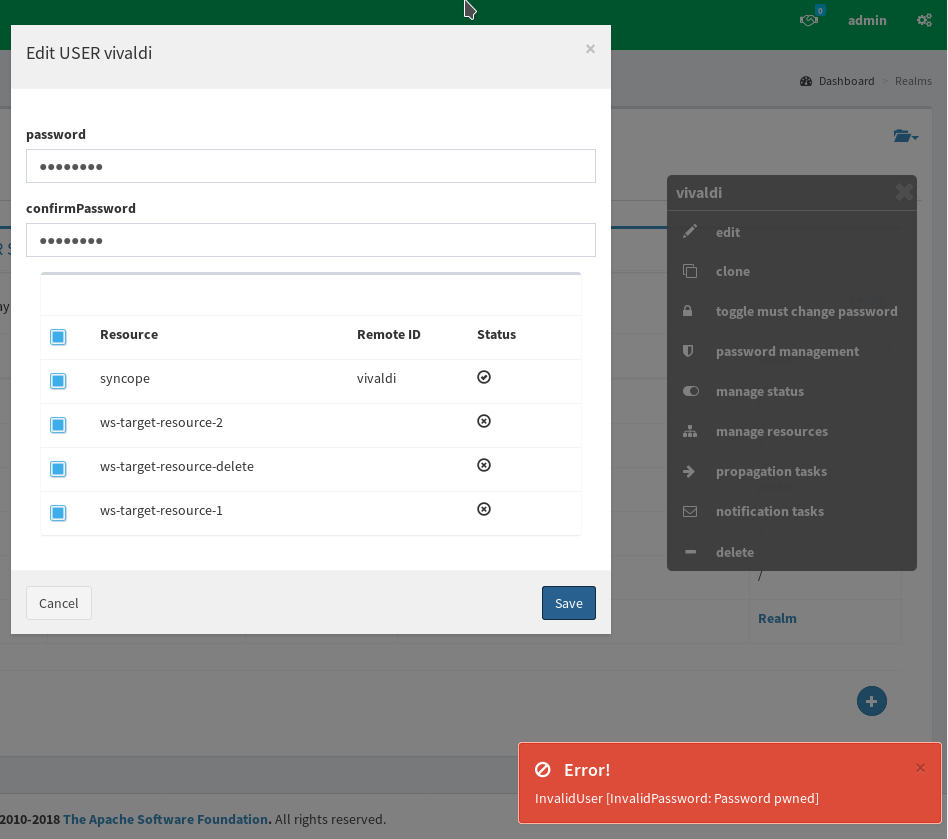 0
admin
Edit USER vivaldi ×
Dashboard > Realms
password
●●●●●●●●
confirmPassword
●●●●●●●●
Resource Remote ID Status
syncope vivaldi
ws-target-resource-2
ws-target-resource-delete
ws-target-resource-1
Cancel Save
vivaldi
edit
clone
toggle must change password
password management
manage status
manage resources
propagation tasks
notification tasks
delete
/
Realm
Error! ×
InvalidUser [InvalidPassword: Password pwned]
2010-2018 The Apache Software Foundation. All rights reserved.